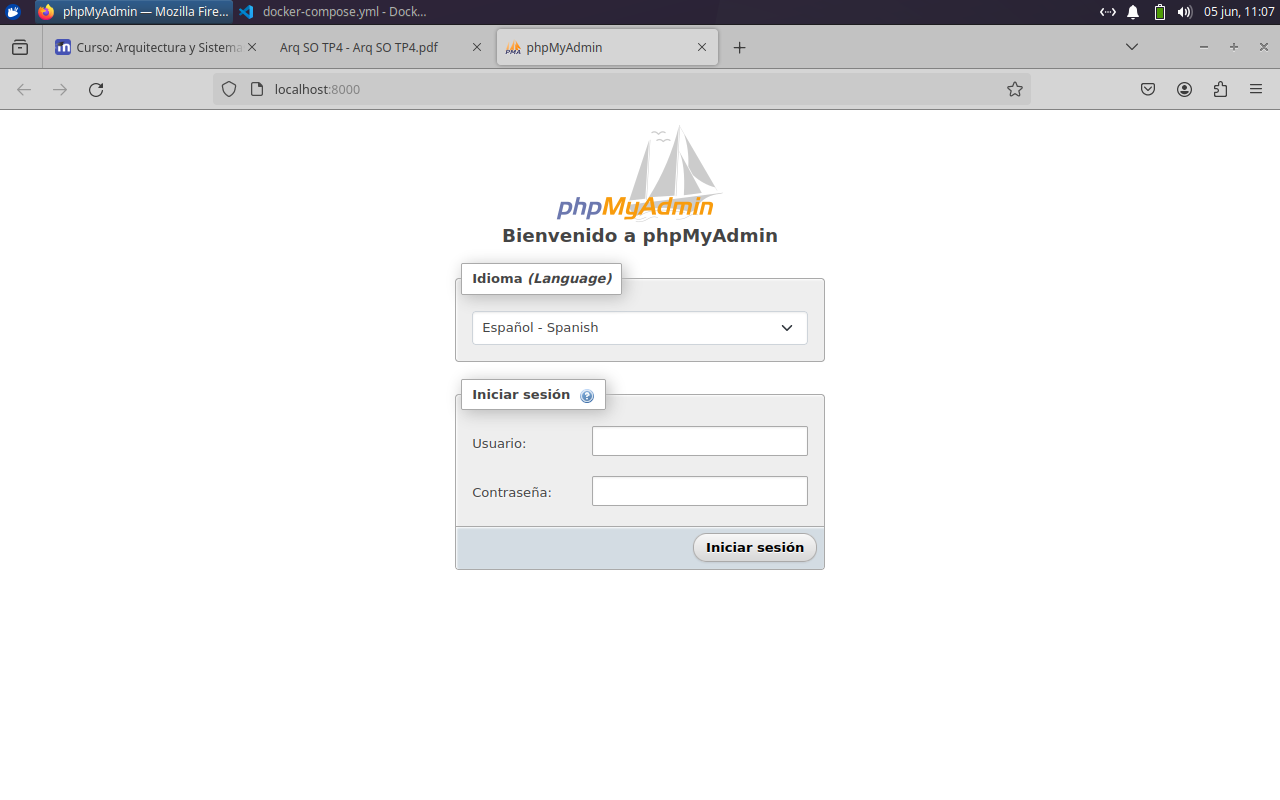 phpMyAdmin — Mozilla Fire...
docker-compose.yml - Dock...
05 jun, 11:07
Curso: Arquitectura y Sistema
Arq SO TP4 - Arq SO TP4.pdf
PMA
phpMyAdmin
localhost:8000
phpMyAdmin
Bienvenido a phpMyAdmin
Idioma (Language)
Español - Spanish
Iniciar sesión
Usuario:
Contraseña:
Iniciar sesión